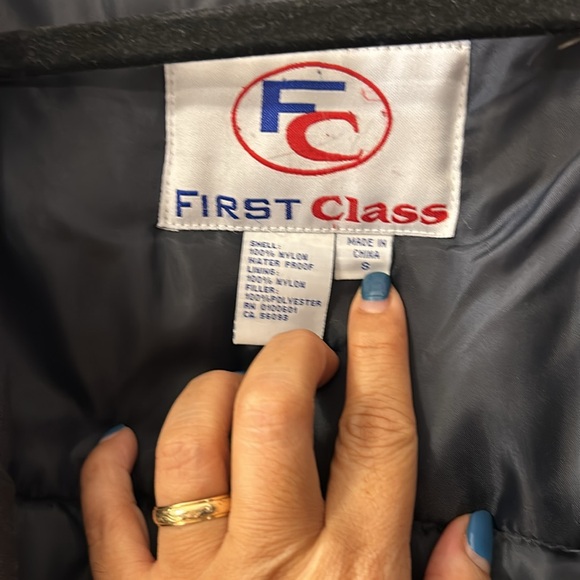 FC
FIRST Class
SHELL:
100% NYLON
WATER PROOF
LINING:
100% NYLON
FILLER:
100%POLYESTER
RN 0100601
CA 56093
MADE IN
CHINA
S